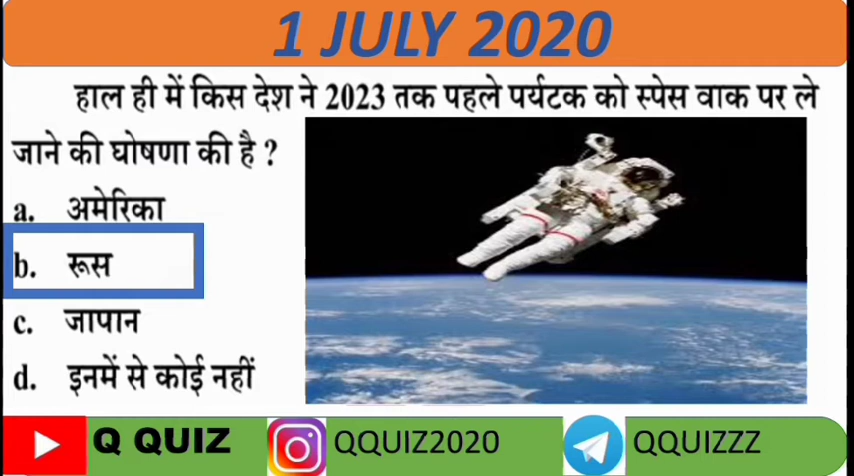 1 JULY 2020
हाल ही में किस देश ने 2023 तक पहले पर्यटक को स्पेस वाक पर ले
जाने की घोषणा की है ?
a. अमेरिका
b. रूस
c. जापान
d. इनमें से कोई नहीं
Q QUIZ QQUIZ2020 QQUIZZZ